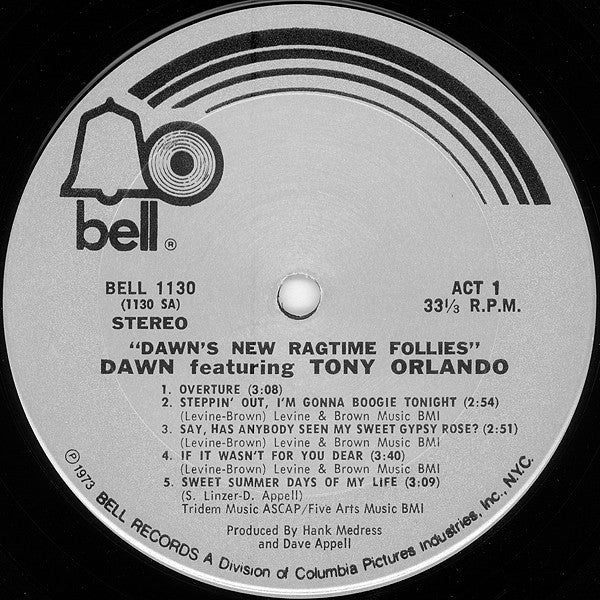 bell ®
BELL 1130
(1130 SA)
STEREO
ACT 1
33⅓ R.P.M.
"DAWN'S NEW RAGTIME FOLLIES"
DAWN featuring TONY ORLANDO
1. OVERTURE (3:08)
2. STEPPIN' OUT, I'M GONNA BOOGIE TONIGHT (2:54)
(Levine-Brown) Levine & Brown Music BMI
3. SAY, HAS ANYBODY SEEN MY SWEET GYPSY ROSE? (2:51)
(Levine-Brown) Levine & Brown Music BMI
4. IF IT WASN'T FOR YOU DEAR (3:40)
(Levine-Brown) Levine & Brown Music BMI
5. SWEET SUMMER DAYS OF MY LIFE (3:09)
(S. Linzer-D. Appell)
Tridem Music ASCAP/Five Arts Music BMI
Produced By Hank Medress
and Dave Appell
℗ 1973 BELL RECORDS A Division of Columbia Pictures Industries, Inc., N.Y.C.